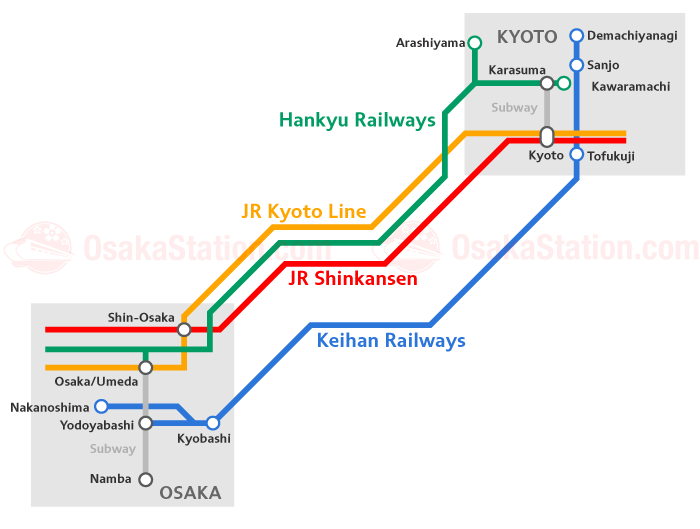 Arashiyama
KYOTO
Demachiyanagi
Karasuma
Sanjo
Kawaramachi
Subway
Hankyu Railways
Kyoto
Tofukuji
JR Kyoto Line
OsakaStation.com
OsakaStation.com
JR Shinkansen
Shin-Osaka
Keihan Railways
Osaka/Umeda
Nakanoshima
Yodoyabashi
Kyobashi
Subway
Namba
OSAKA